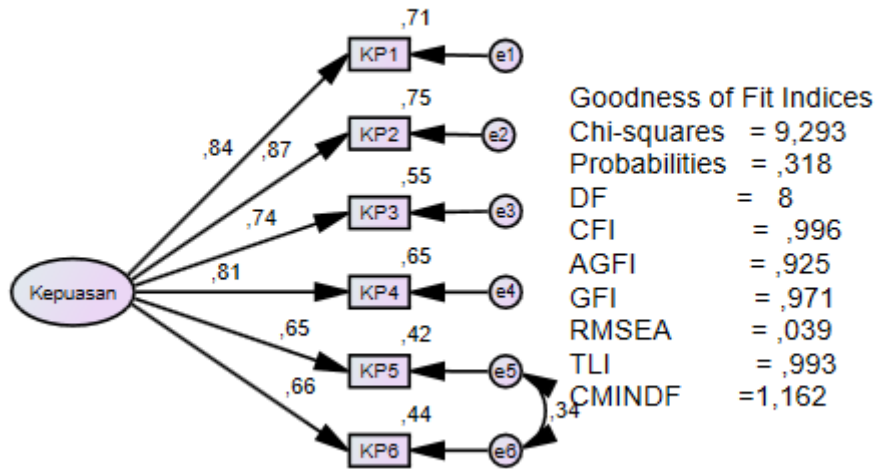 ,71
KP1
e1
,75
,84
,87
KP2
e2
,55
,74
KP3
e3
,65
,81
Kepuasan
KP4
e4
,42
,65
KP5
e5
,66
,44
,34
KP6
e6
Goodness of Fit Indices
Chi-squares = 9,293
Probabilities = ,318
DF = 8
CFI = ,996
AGFI = ,925
GFI = ,971
RMSEA = ,039
TLI = ,993
CMINDF =1,162